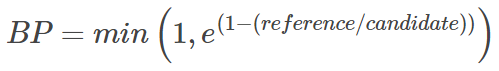 BP = min (1, e^(1−(reference/candidate)))